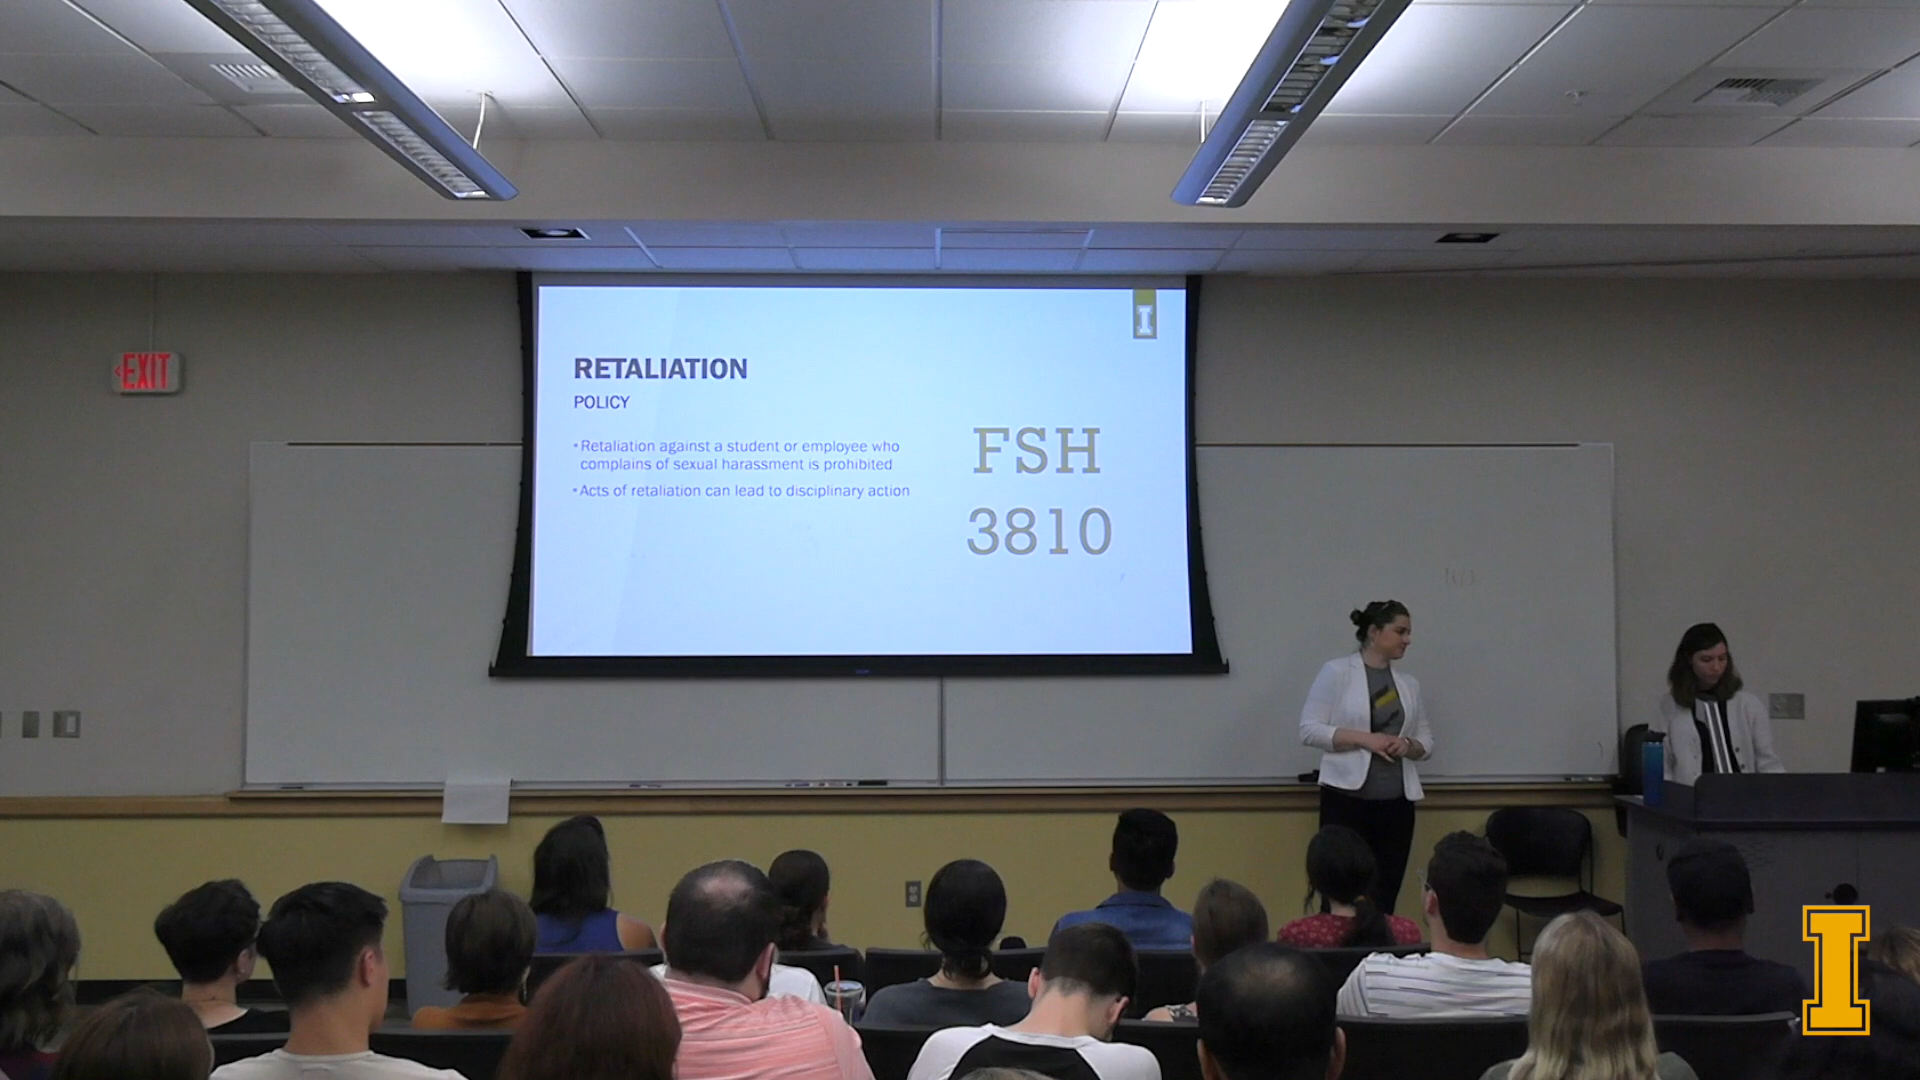 EXIT
I
RETALIATION
POLICY
•Retaliation against a student or employee who
complains of sexual harassment is prohibited
•Acts of retaliation can lead to disciplinary action
FSH
3810
I